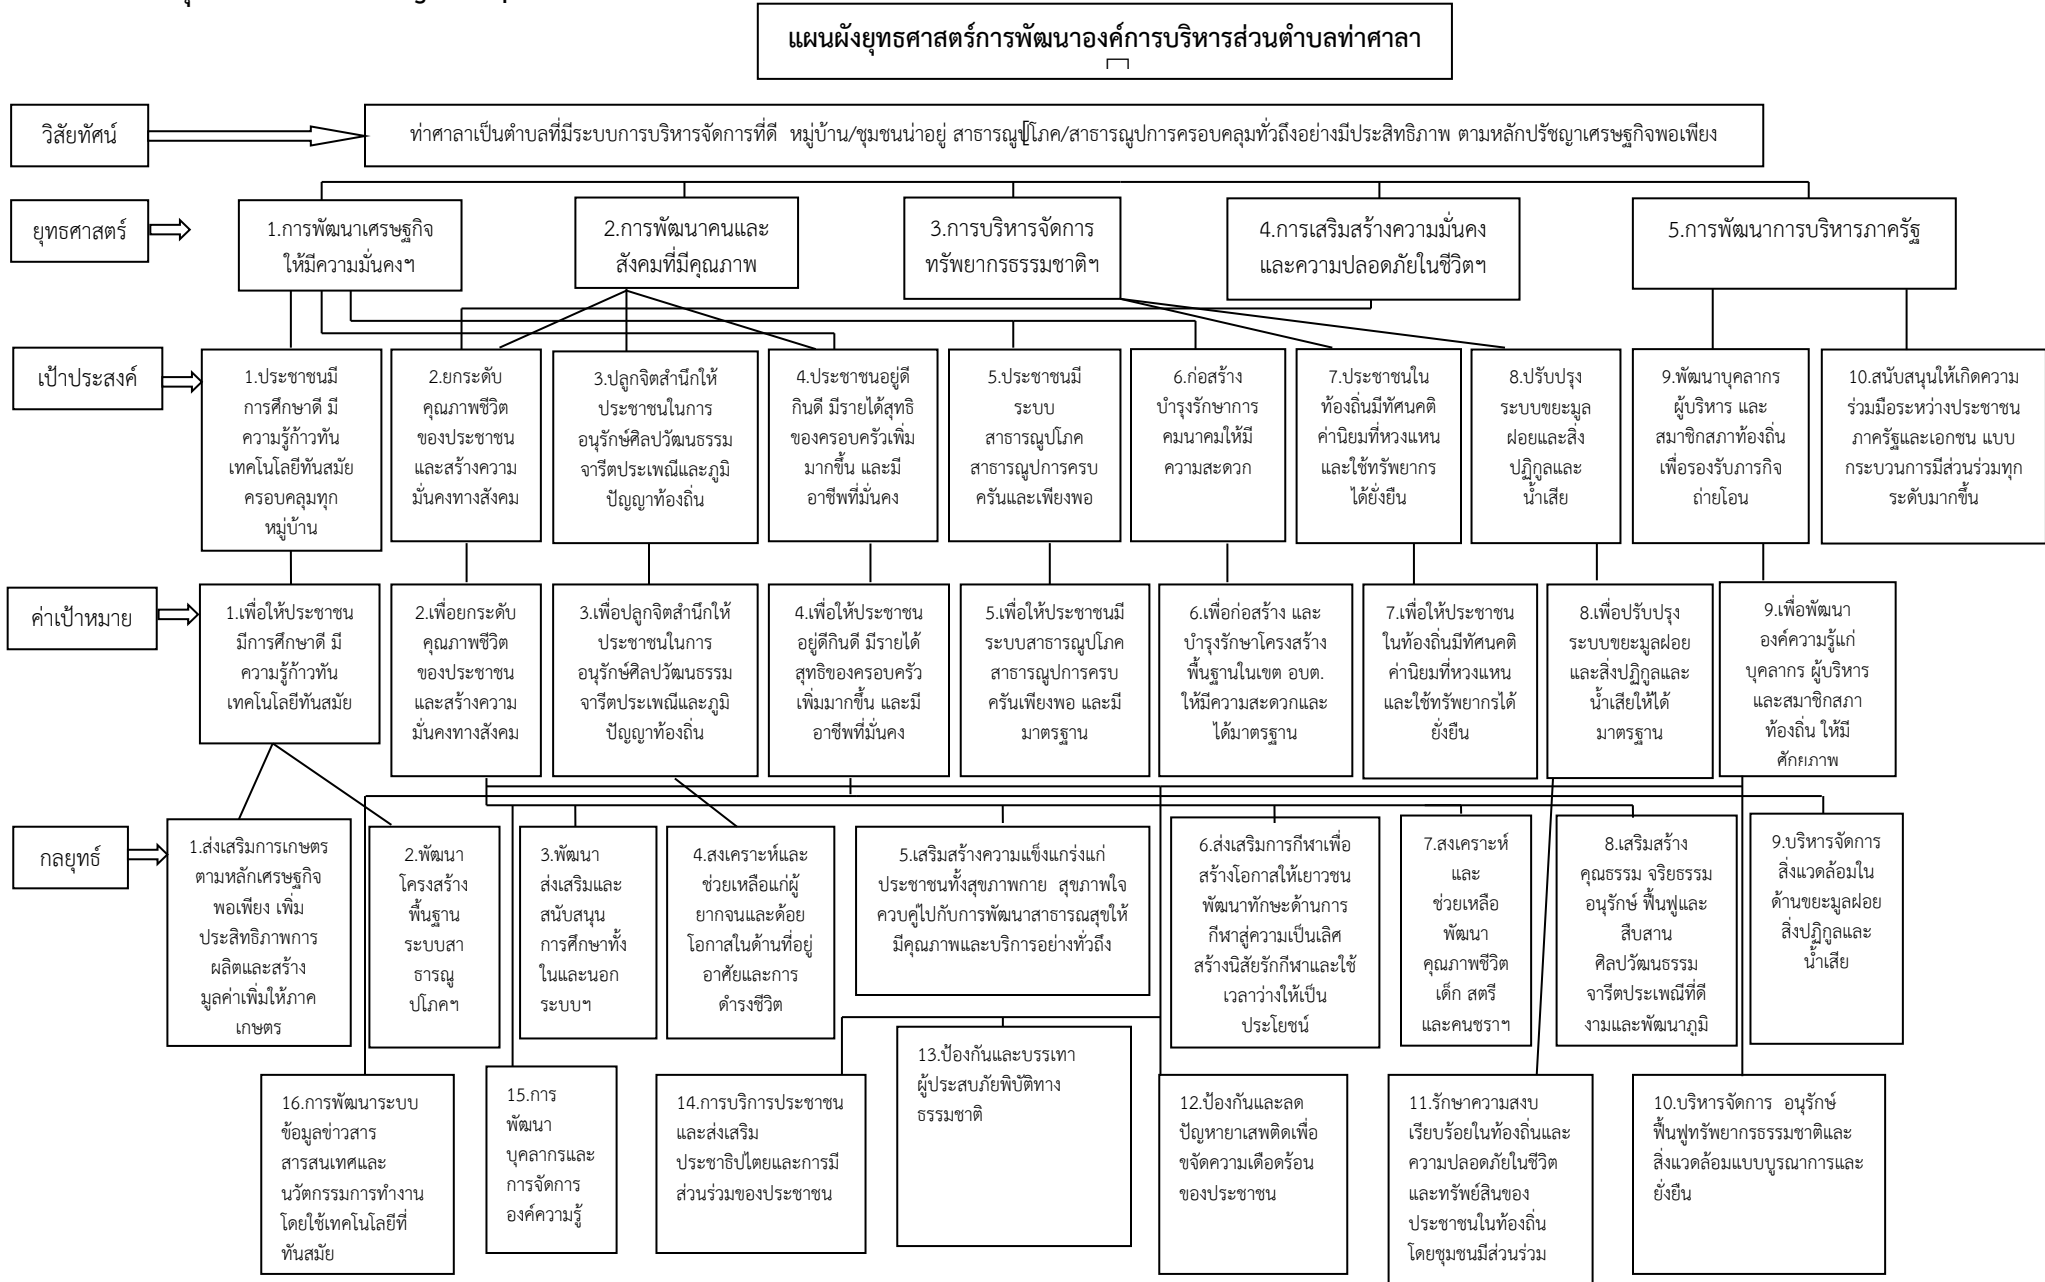 แผนผังยุทธศาสตร์การพัฒนาองค์การบริหารส่วนตำบลท่าศาลา
วิสัยทัศน์
ท่าศาลาเป็นตำบลที่มีระบบการบริหารจัดการที่ดี หมู่บ้าน/ชุมชนน่าอยู่ สาธารณูปโภค/สาธารณูปการครอบคลุมทั่วถึงอย่างมีประสิทธิภาพ ตามหลักปรัชญาเศรษฐกิจพอเพียง
ยุทธศาสตร์
1.การพัฒนาเศรษฐกิจ
ให้มีความมั่นคงฯ
2.การพัฒนาคนและ
สังคมที่มีคุณภาพ
3.การบริหารจัดการ
ทรัพยากรธรรมชาติฯ
4.การเสริมสร้างความมั่นคง
และความปลอดภัยในชีวิตฯ
5.การพัฒนาการบริหารภาครัฐ
เป้าประสงค์
1.ประชาชนมี
การศึกษาดี มี
ความรู้ก้าวทัน
เทคโนโลยีทันสมัย
ครอบคลุมทุก
หมู่บ้าน
2.ยกระดับ
คุณภาพชีวิต
ของประชาชน
และสร้างความ
มั่นคงทางสังคม
3.ปลูกจิตสำนึกให้
ประชาชนในการ
อนุรักษ์ศิลปวัฒนธรรม
จารีตประเพณีและภูมิ
ปัญญาท้องถิ่น
4.ประชาชนอยู่ดี
กินดี มีรายได้สุทธิ
ของครอบครัวเพิ่ม
มากขึ้น และมี
อาชีพที่มั่นคง
5.ประชาชนมี
ระบบ
สาธารณูปโภค
สาธารณูปการครบ
ครันและเพียงพอ
6.ก่อสร้าง
บำรุงรักษาการ
คมนาคมให้มี
ความสะดวก
7.ประชาชนใน
ท้องถิ่นมีทัศนคติ
ค่านิยมที่หวงแหน
และใช้ทรัพยากร
ได้ยั่งยืน
8.ปรับปรุง
ระบบขยะมูล
ฝอยและสิ่ง
ปฏิกูลและ
น้ำเสีย
9.พัฒนาบุคลากร
ผู้บริหาร และ
สมาชิกสภาท้องถิ่น
เพื่อรองรับภารกิจ
ถ่ายโอน
10.สนับสนุนให้เกิดความ
ร่วมมือระหว่างประชาชน
ภาครัฐและเอกชน แบบ
กระบวนการมีส่วนร่วมทุก
ระดับมากขึ้น
ค่าเป้าหมาย
1.เพื่อให้ประชาชน
มีการศึกษาดี มี
ความรู้ก้าวทัน
เทคโนโลยีทันสมัย
2.เพื่อยกระดับ
คุณภาพชีวิต
ของประชาชน
และสร้างความ
มั่นคงทางสังคม
3.เพื่อปลูกจิตสำนึกให้
ประชาชนในการ
อนุรักษ์ศิลปวัฒนธรรม
จารีตประเพณีและภูมิ
ปัญญาท้องถิ่น
4.เพื่อให้ประชาชน
อยู่ดีกินดี มีรายได้
สุทธิของครอบครัว
เพิ่มมากขึ้น และมี
อาชีพที่มั่นคง
5.เพื่อให้ประชาชนมี
ระบบสาธารณูปโภค
สาธารณูปการครบ
ครันเพียงพอ และมี
มาตรฐาน
6.เพื่อก่อสร้าง และ
บำรุงรักษาโครงสร้าง
พื้นฐานในเขต อบต.
ให้มีความสะดวกและ
ได้มาตรฐาน
7.เพื่อให้ประชาชน
ในท้องถิ่นมีทัศนคติ
ค่านิยมที่หวงแหน
และใช้ทรัพยากรได้
ยั่งยืน
8.เพื่อปรับปรุง
ระบบขยะมูลฝอย
และสิ่งปฏิกูลและ
น้ำเสียให้ได้
มาตรฐาน
9.เพื่อพัฒนา
องค์ความรู้แก่
บุคลากร ผู้บริหาร
และสมาชิกสภา
ท้องถิ่น ให้มี
ศักยภาพ
กลยุทธ์
1.ส่งเสริมการเกษตร
ตามหลักเศรษฐกิจ
พอเพียง เพิ่ม
ประสิทธิภาพการ
ผลิตและสร้าง
มูลค่าเพิ่มให้ภาค
เกษตร
2.พัฒนา
โครงสร้าง
พื้นฐาน
ระบบสา
ธารณู
ปโภคฯ
3.พัฒนา
ส่งเสริมและ
สนับสนุน
การศึกษาทั้ง
ในและนอก
ระบบฯ
4.สงเคราะห์และ
ช่วยเหลือแก่ผู้
ยากจนและด้อย
โอกาสในด้านที่อยู่
อาศัยและการ
ดำรงชีวิต
5.เสริมสร้างความแข็งแกร่งแก่
ประชาชนทั้งสุขภาพกาย สุขภาพใจ
ควบคู่ไปกับการพัฒนาสาธารณสุขให้
มีคุณภาพและบริการอย่างทั่วถึง
6.ส่งเสริมการกีฬาเพื่อ
สร้างโอกาสให้เยาวชน
พัฒนาทักษะด้านการ
กีฬาสู่ความเป็นเลิศ
สร้างนิสัยรักกีฬาและใช้
เวลาว่างให้เป็น
ประโยชน์
7.สงเคราะห์
และ
ช่วยเหลือ
พัฒนา
คุณภาพชีวิต
เด็ก สตรี
และคนชราฯ
8.เสริมสร้าง
คุณธรรม จริยธรรม
อนุรักษ์ ฟื้นฟูและ
สืบสาน
ศิลปวัฒนธรรม
จารีตประเพณีที่ดี
งามและพัฒนาภูมิ
9.บริหารจัดการ
สิ่งแวดล้อมใน
ด้านขยะมูลฝอย
สิ่งปฏิกูลและ
น้ำเสีย
16.การพัฒนาระบบ
ข้อมูลข่าวสาร
สารสนเทศและ
นวัตกรรมการทำงาน
โดยใช้เทคโนโลยีที่
ทันสมัย
15.การ
พัฒนา
บุคลากรและ
การจัดการ
องค์ความรู้
14.การบริการประชาชน
และส่งเสริม
ประชาธิปไตยและการมี
ส่วนร่วมของประชาชน
13.ป้องกันและบรรเทา
ผู้ประสบภัยพิบัติทาง
ธรรมชาติ
12.ป้องกันและลด
ปัญหายาเสพติดเพื่อ
ขจัดความเดือดร้อน
ของประชาชน
11.รักษาความสงบ
เรียบร้อยในท้องถิ่นและ
ความปลอดภัยในชีวิต
และทรัพย์สินของ
ประชาชนในท้องถิ่น
โดยชุมชนมีส่วนร่วม
10.บริหารจัดการ อนุรักษ์
ฟื้นฟูทรัพยากรธรรมชาติและ
สิ่งแวดล้อมแบบบูรณาการและ
ยั่งยืน